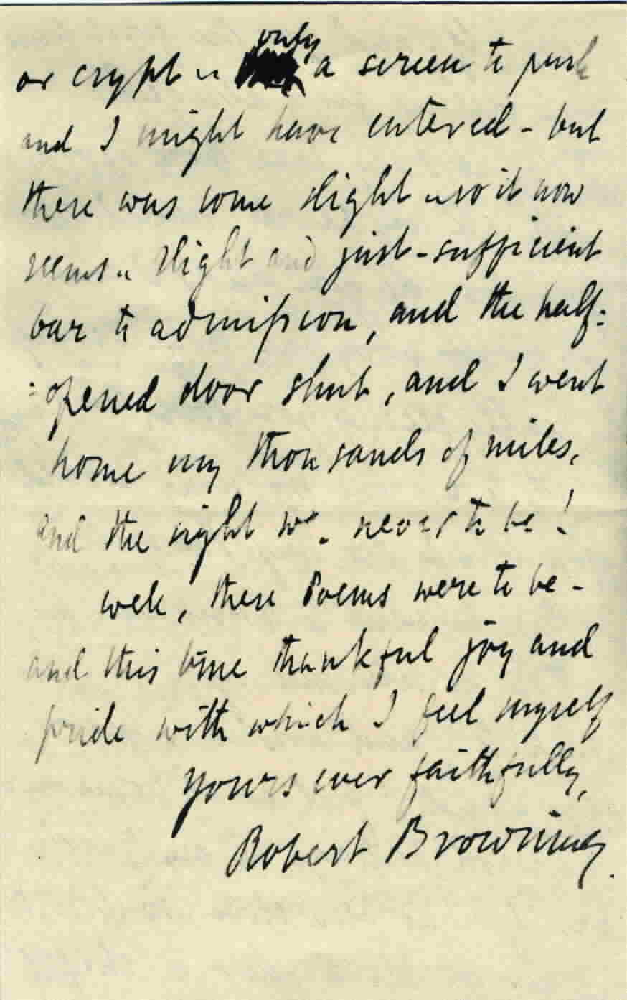 or crypt .. only a screen to push
and I might have entered - but
there was some slight .. so it now
seems .. slight and just-sufficient
bar to admission, and the half:
:opened door shut, and I went
home my thousands of miles,
and the sight was never to be!
well, these Poems were to be -
and this true thankful joy and
pride with which I feel myself
Yours ever faithfully,
Robert Browning.